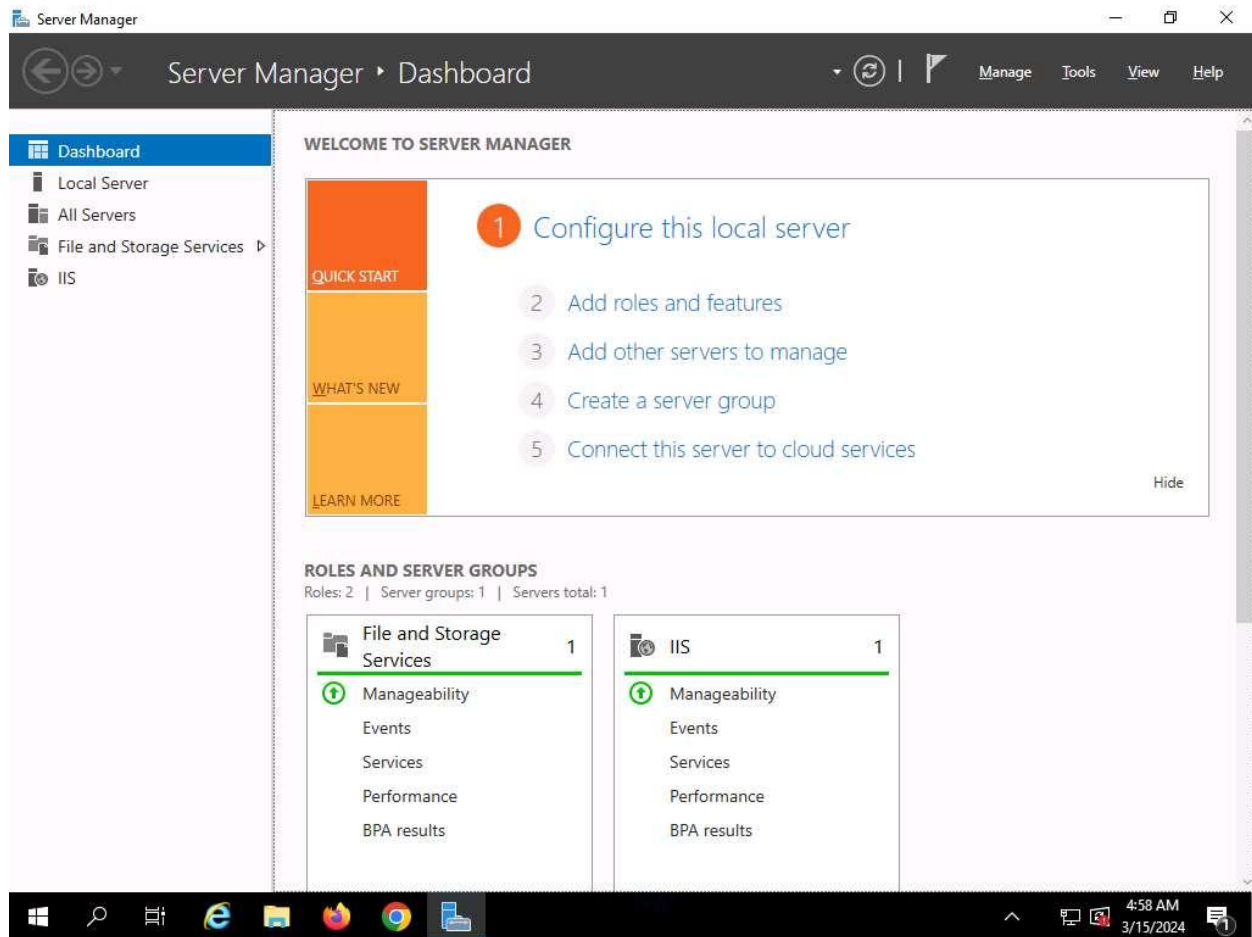 Server Manager
Server Manager ‣ Dashboard
Manage Tools View Help
Dashboard
Local Server
All Servers
File and Storage Services
IIS
WELCOME TO SERVER MANAGER
QUICK START
WHAT'S NEW
LEARN MORE
1 Configure this local server
2 Add roles and features
3 Add other servers to manage
4 Create a server group
5 Connect this server to cloud services
Hide
ROLES AND SERVER GROUPS
Roles: 2 | Server groups: 1 | Servers total: 1
File and Storage
Services
1
Manageability
Events
Services
Performance
BPA results
IIS 1
Manageability
Events
Services
Performance
BPA results
4:58 AM
3/15/2024
1